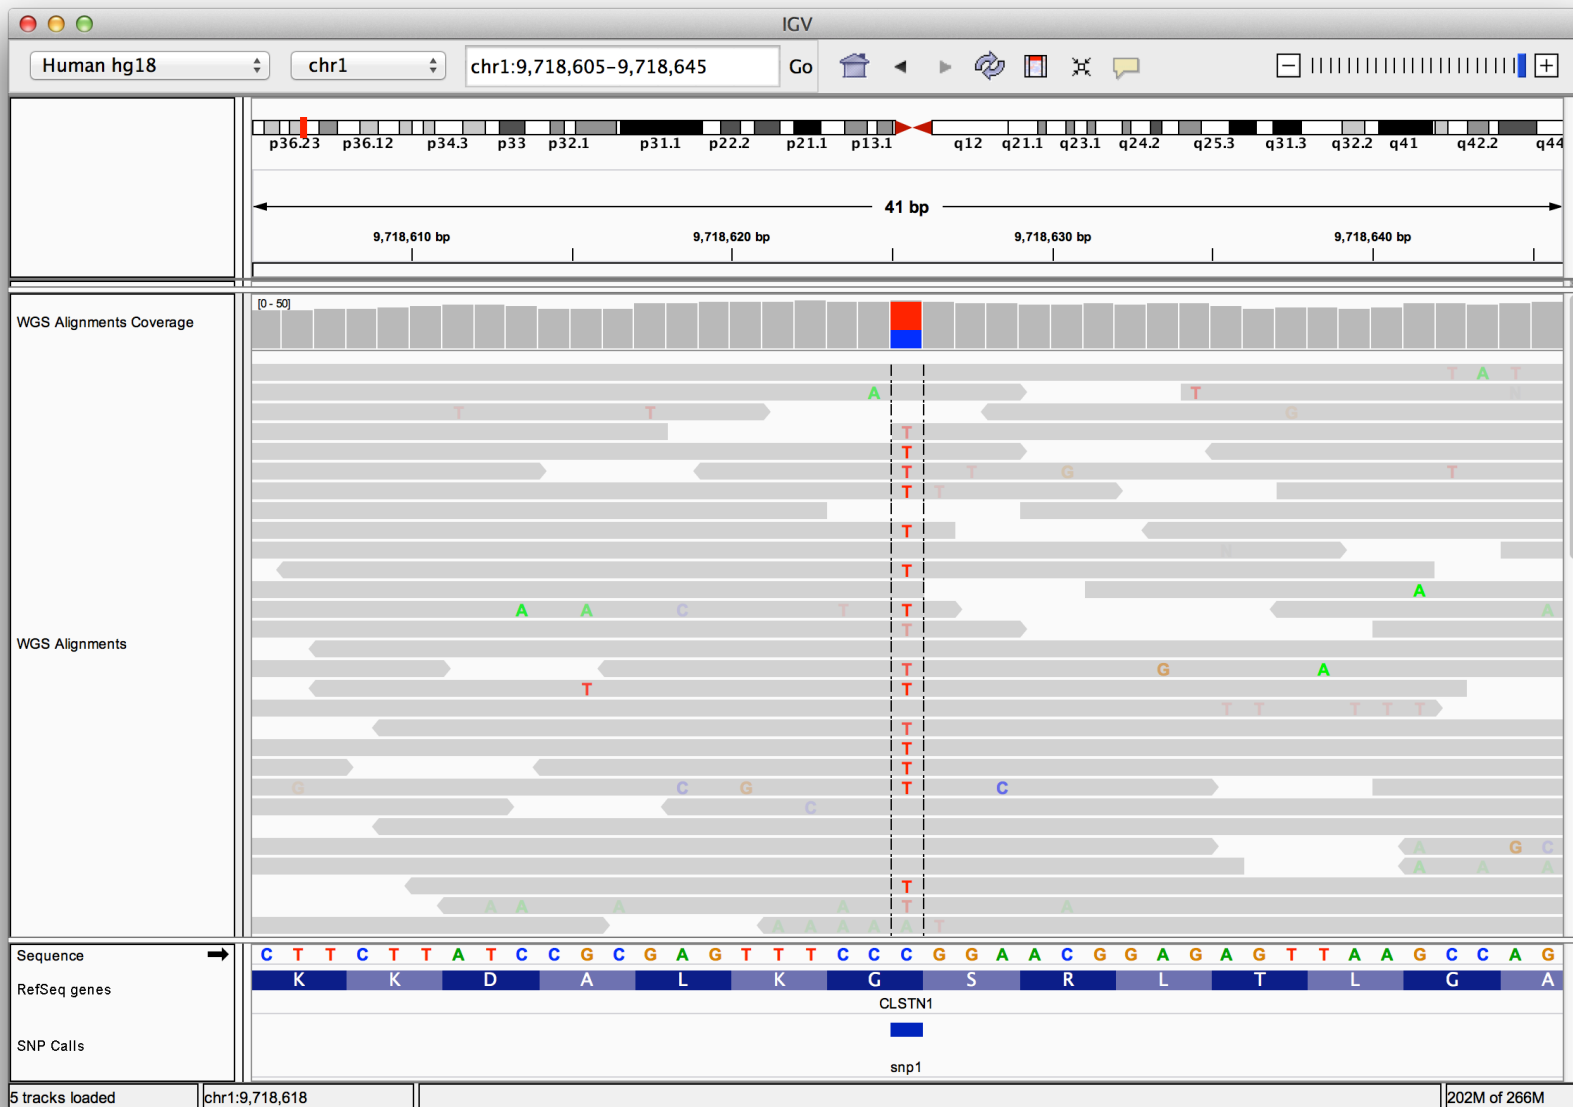 IGV
Human hg18 chr1 chr1:9,718,605-9,718,645 Go
p36.23 p36.12 p34.3 p33 p32.1 p31.1 p22.2 p21.1 p13.1 q12 q21.1 q23.1 q24.2 q25.3 q31.3 q32.2 q41 q42.2 q44
41 bp
9,718,610 bp 9,718,620 bp 9,718,630 bp 9,718,640 bp
[0 - 50]
WGS Alignments Coverage
T A T
A T N
T T G
T
T
T T G T
T T
T
N
T
A
A A C T T A
T
WGS Alignments
T G A
T T
T T T T T
T
T
T
G C G T C
C
A G C
A A A
T
A A A A T A
A A A A A T
Sequence C T T C T T A T C C G C G A G T T T C C C G G A A C G G A G A G T T A A G C C A G
RefSeq genes K K D A L K G S R L T L G A
CLSTN1
SNP Calls
snp1
5 tracks loaded chr1:9,718,618 202M of 266M